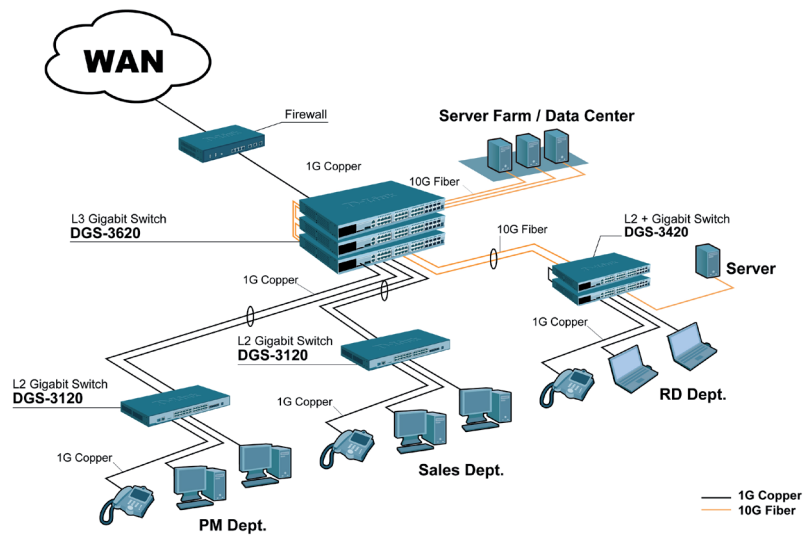 WAN
Firewall
Server Farm / Data Center
1G Copper
10G Fiber
L3 Gigabit Switch
DGS-3620
10G Fiber
L2 + Gigabit Switch
DGS-3420
Server
1G Copper
1G Copper
L2 Gigabit Switch
DGS-3120
L2 Gigabit Switch
DGS-3120
RD Dept.
1G Copper
1G Copper
Sales Dept.
PM Dept.
1G Copper
10G Fiber